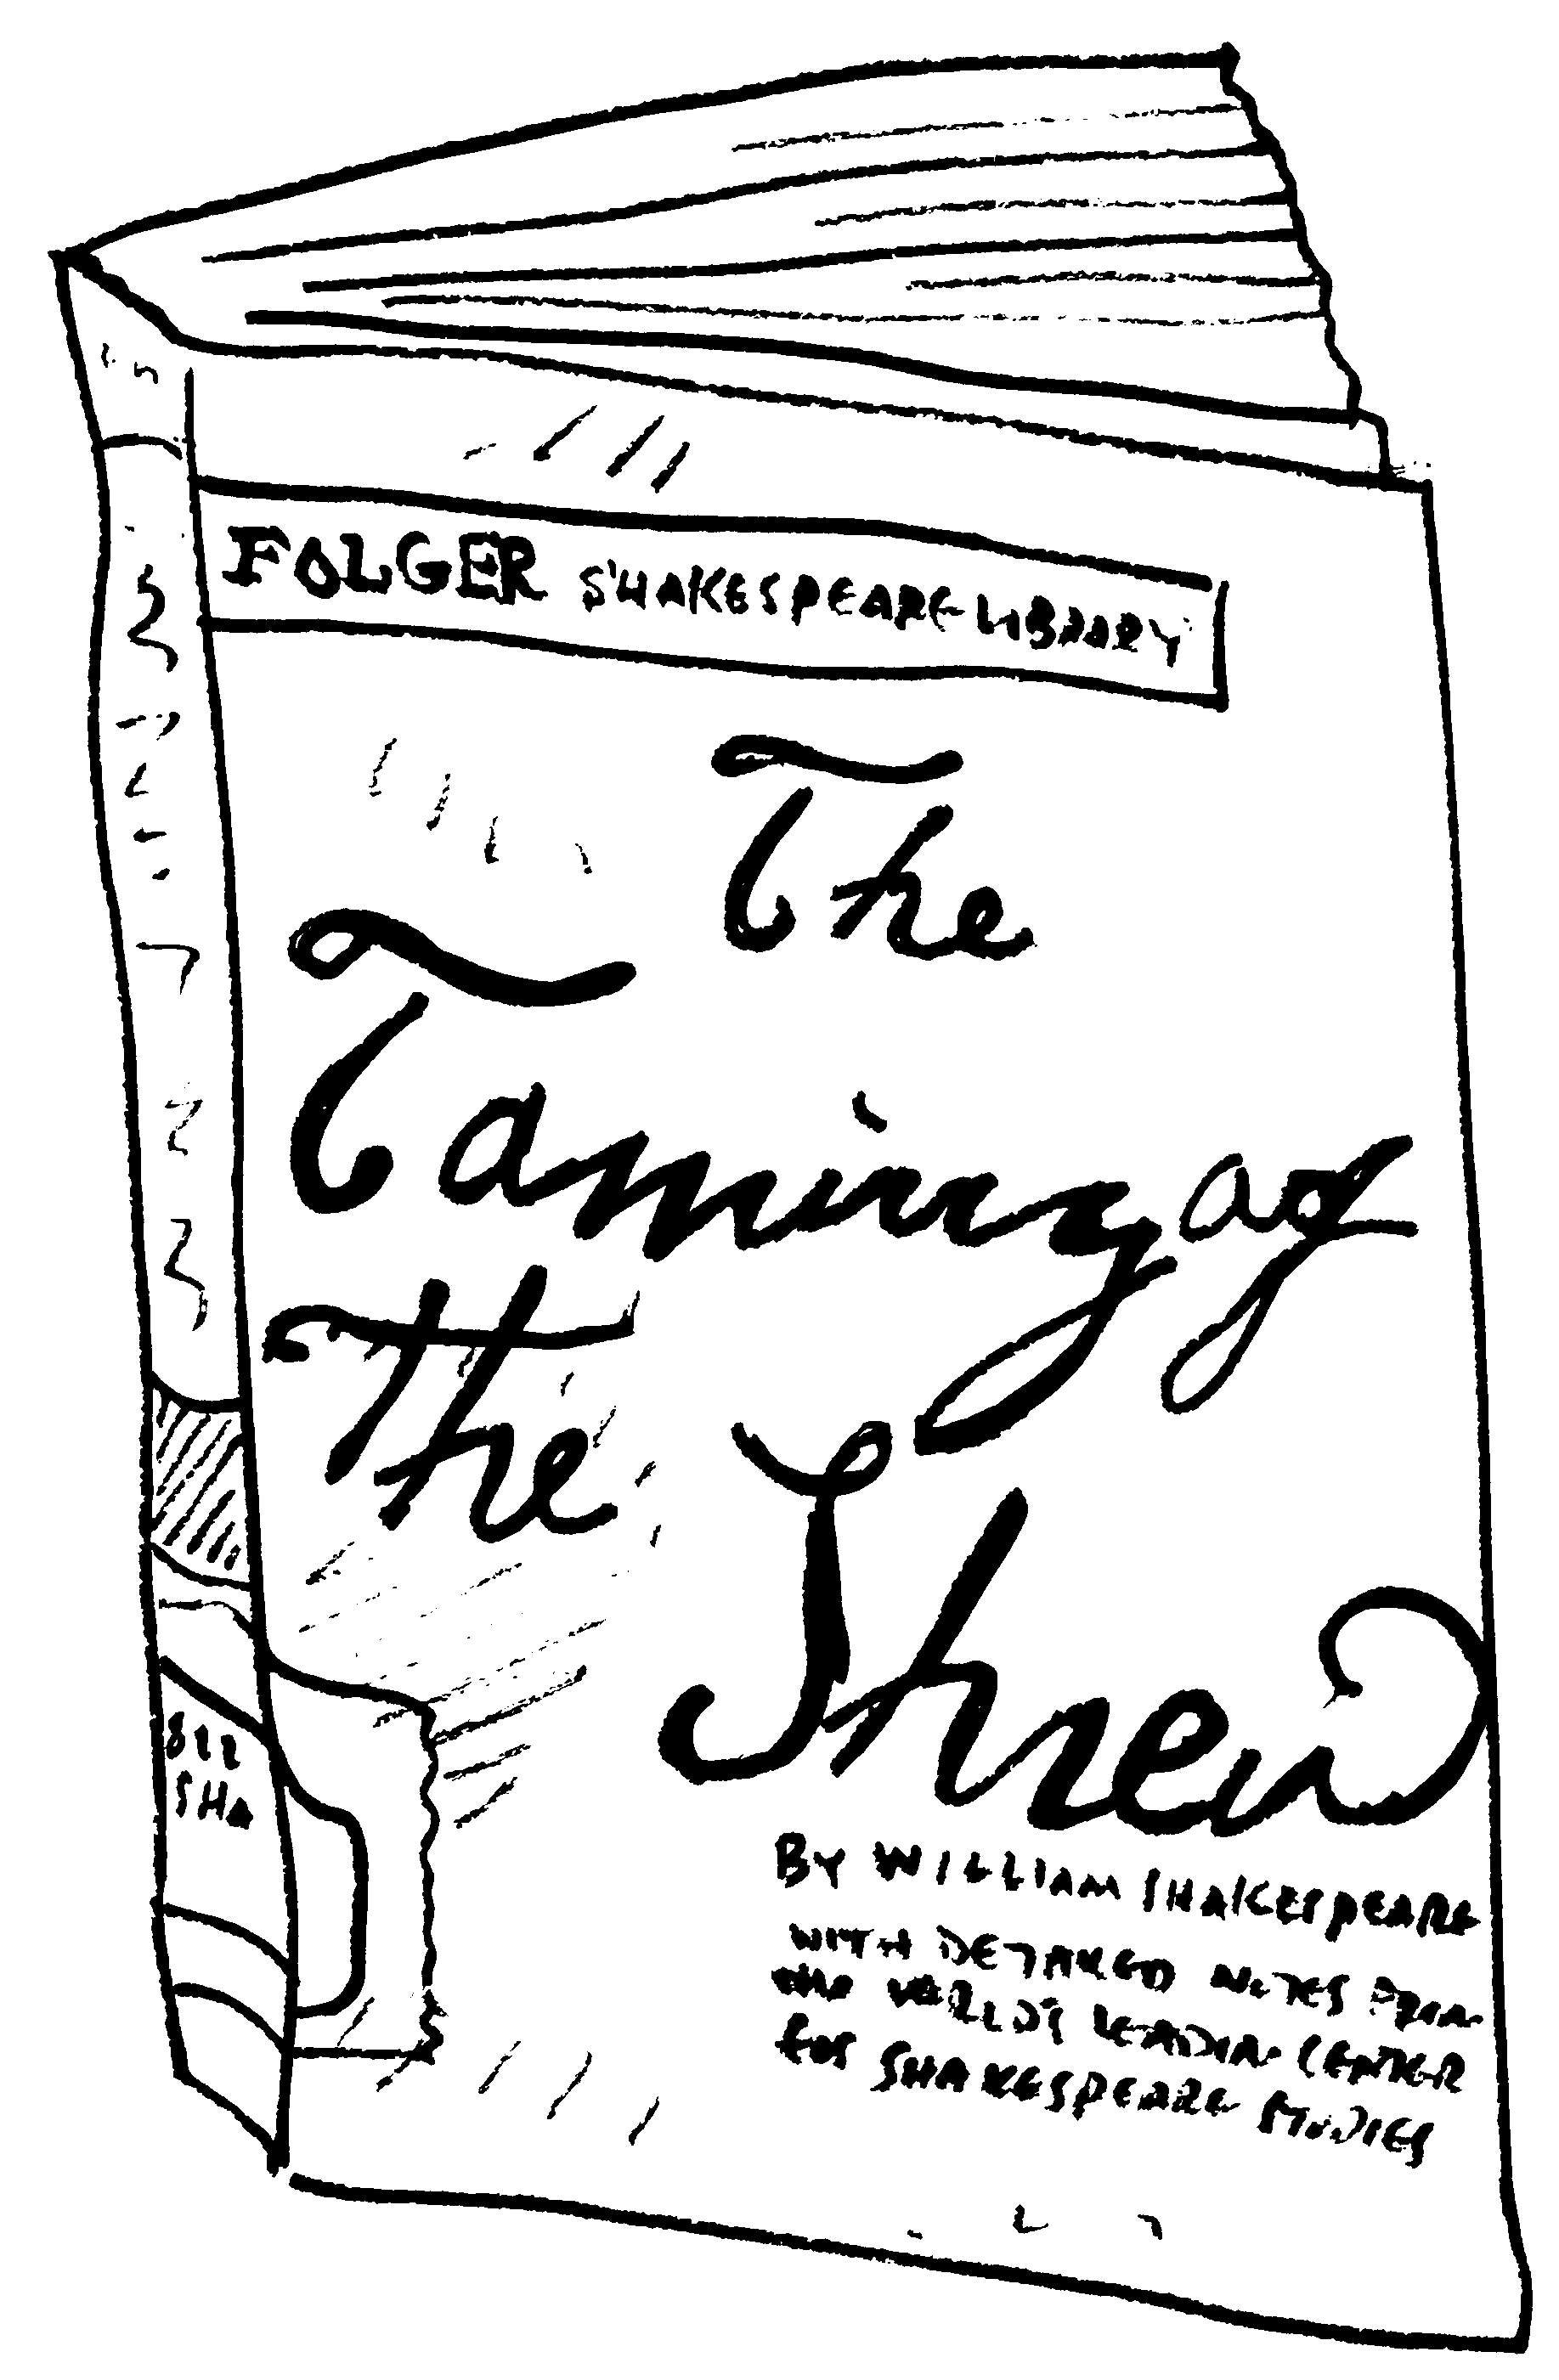 FOLGER SHAKESPEARE LIBRARY
The
Taming of
The
Shrew
BY WILLIAM SHAKESPEARE
WITH DETAILED NOTES FROM
the WORLD'S LEADING CENTER
for SHAKESPEARE STUDIES
822
SHA